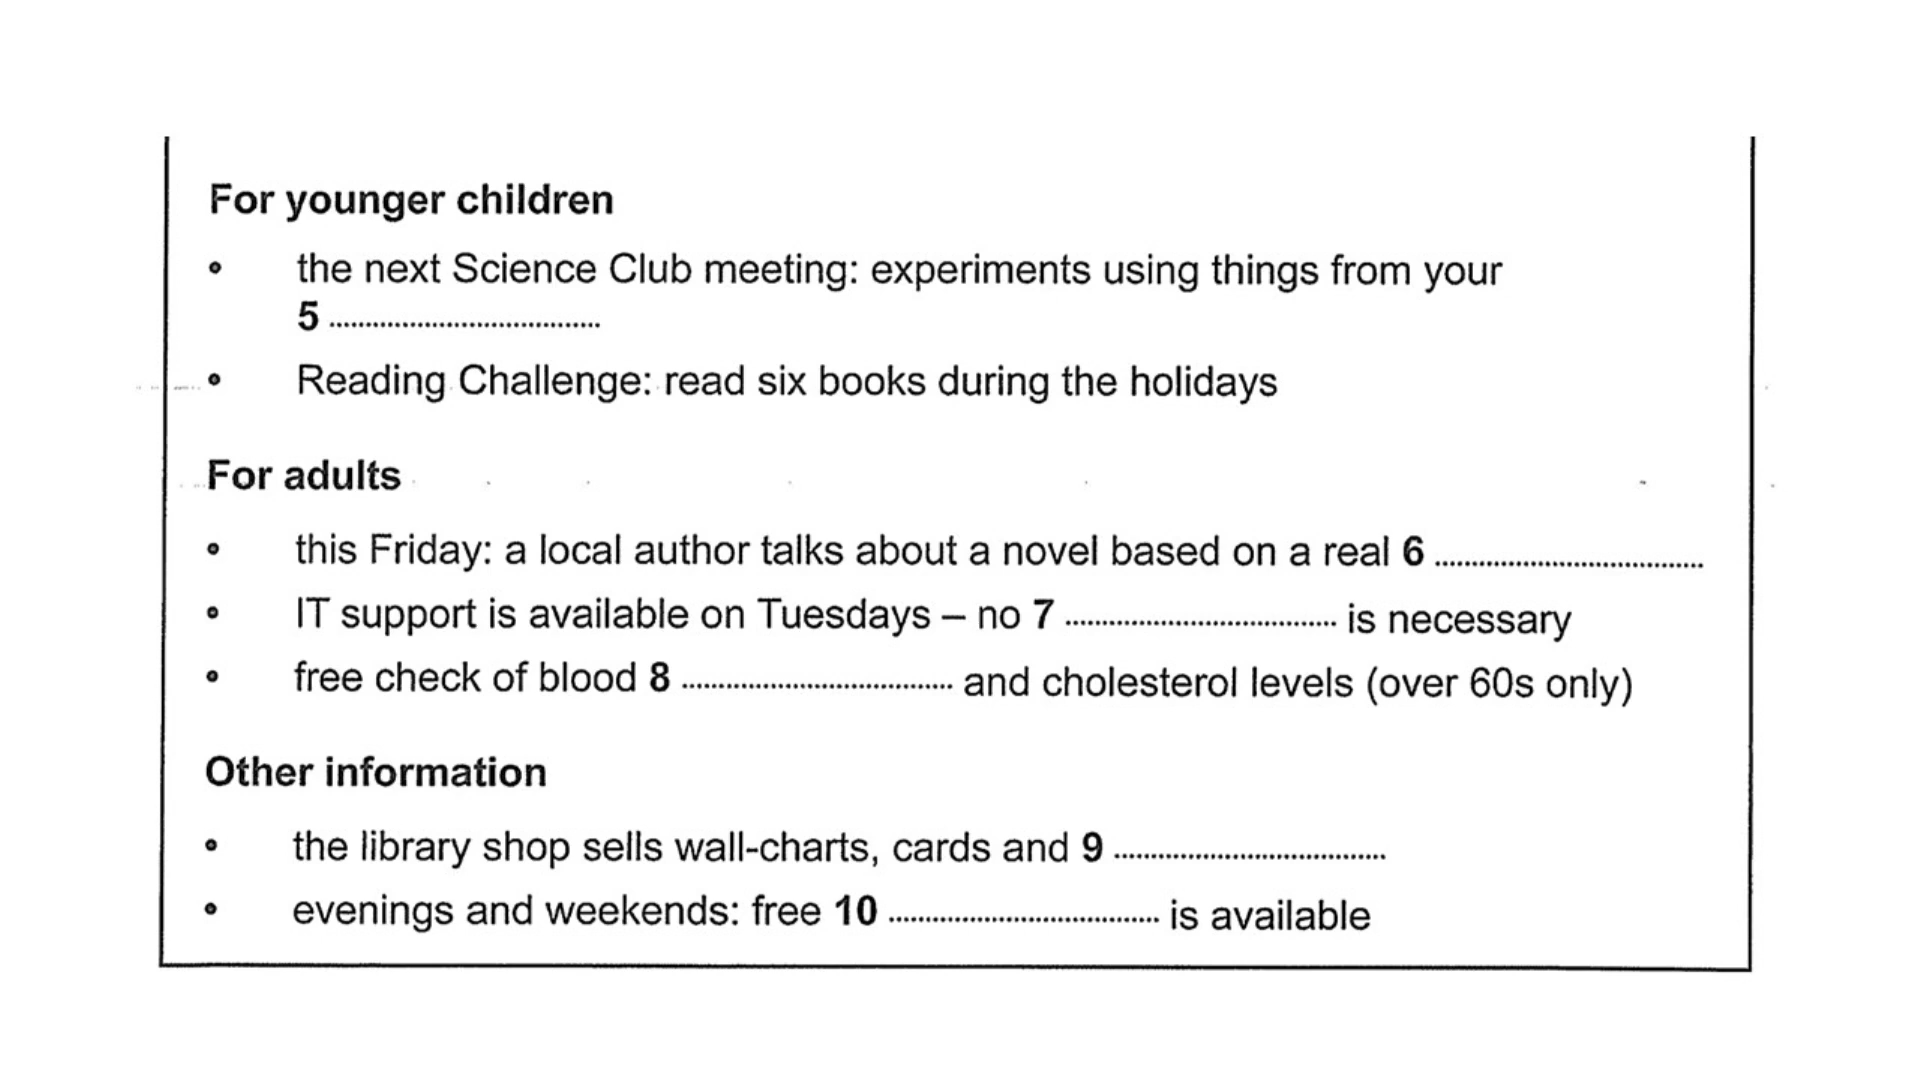 For younger children
• the next Science Club meeting: experiments using things from your
5 ....................................
• Reading Challenge: read six books during the holidays
For adults
• this Friday: a local author talks about a novel based on a real 6 ....................................
• IT support is available on Tuesdays – no 7 .................................... is necessary
• free check of blood 8 .................................... and cholesterol levels (over 60s only)
Other information
• the library shop sells wall-charts, cards and 9 ....................................
• evenings and weekends: free 10 .................................... is available